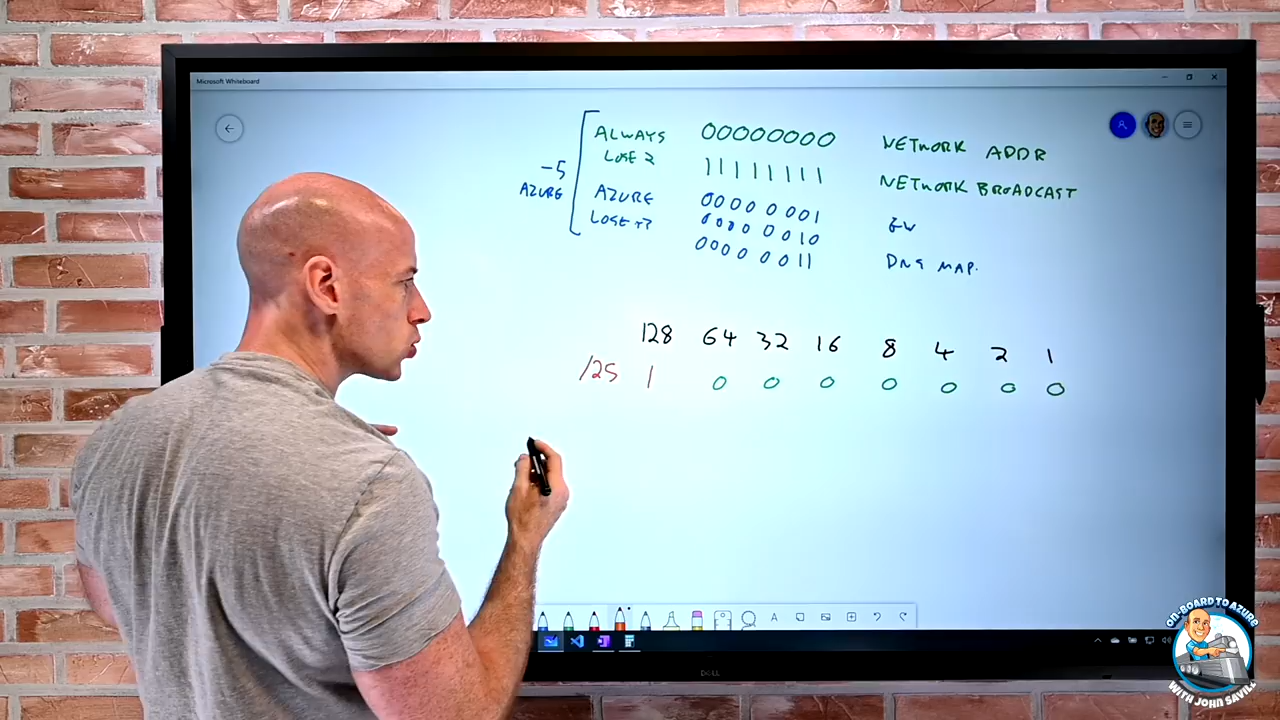 Microsoft Whiteboard
ALWAYS 00000000 NETWORK ADDR
LOSE 2 11111111 NETWORK BROADCAST
-5
AZURE
AZURE 00000001 GW
LOSE +3 00000010
00000011 DNS MAP.
128 64 32 16 8 4 2 1
/25 1 0 0 0 0 0 0 0
DELL
ON-BOARD TO AZURE
WITH JOHN SAVILL